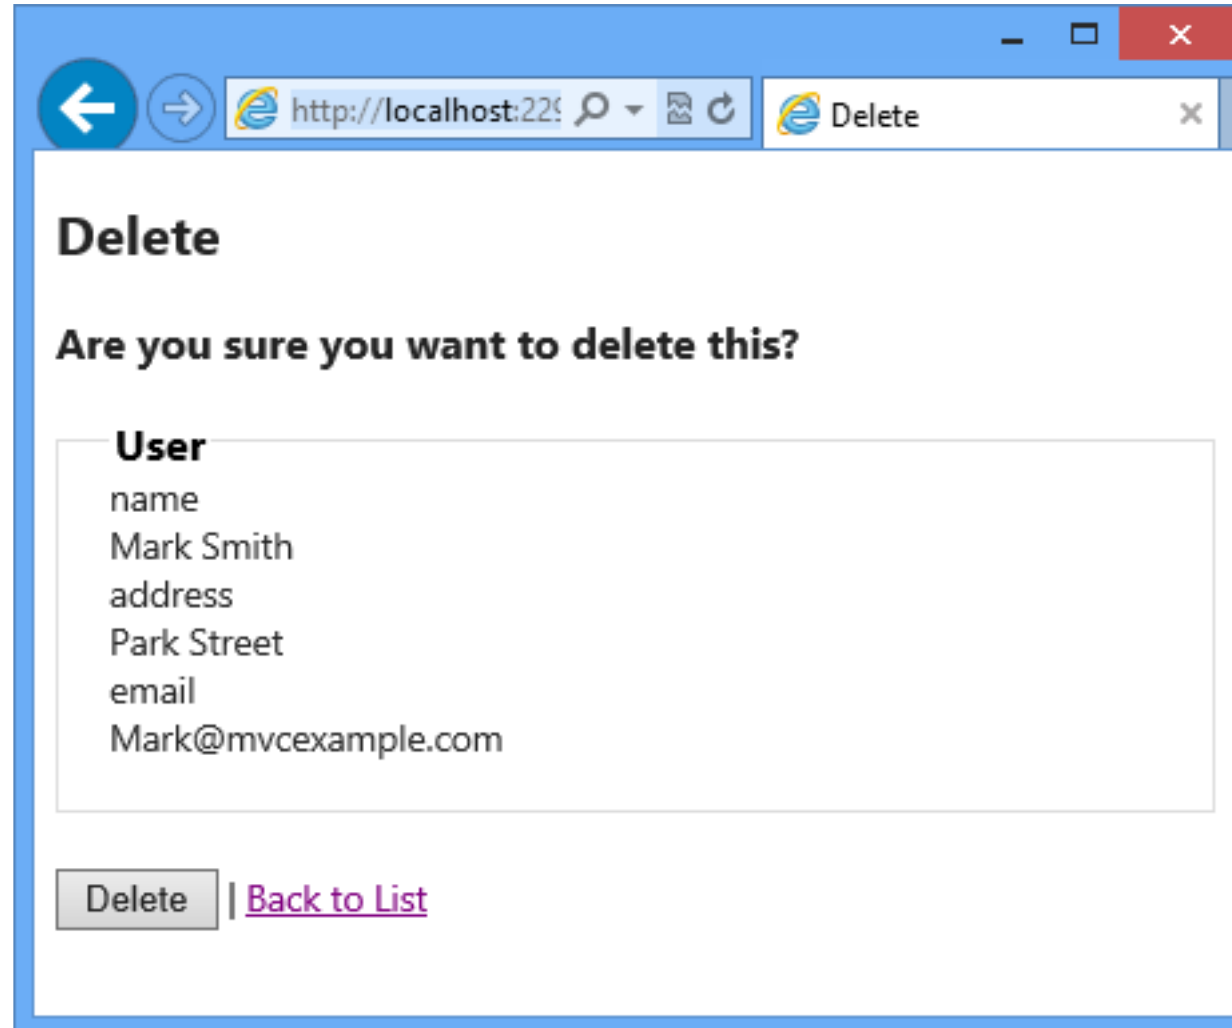 http://localhost:229
Delete
Delete
Are you sure you want to delete this?
User
name
Mark Smith
address
Park Street
email
Mark@mvcexample.com
Delete | Back to List